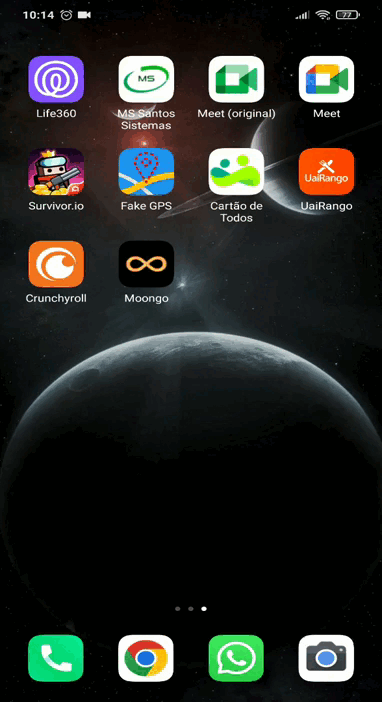 10:14
77
MS
Life360
MS Santos
Sistemas
Meet (original)
Meet
UaiRango
Survivor.io
Fake GPS
Cartão de
Todos
UaiRango
Crunchyroll
Moongo